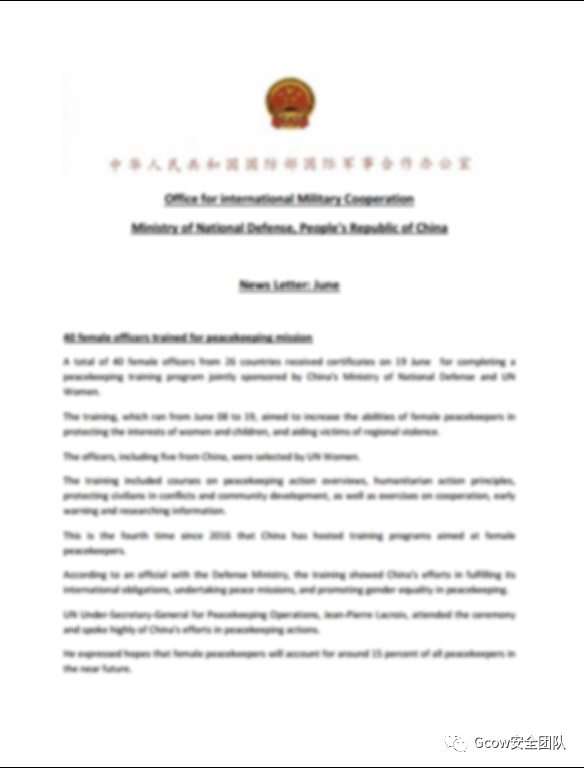 中华人民共和国国防部国际军事合作办公室
Office for International Military Cooperation
Ministry of National Defense, People's Republic of China
News Letter: June
40 female officers trained for peacekeeping mission
A total of 40 female officers from 26 countries received certificates on 19 June for completing a
peacekeeping training program jointly sponsored by China's Ministry of National Defense and UN
Women.
The training, which ran from June 08 to 19, aimed to increase the abilities of female peacekeepers in
protecting the interests of women and children, and aiding victims of regional violence.
The officers, including five from China, were selected by UN Women.
The training included courses on peacekeeping action overviews, humanitarian action principles,
protecting civilians in conflicts and community development, as well as exercises on cooperation, early
warning and researching information.
This is the fourth time since 2016 that China has hosted training programs aimed at female
peacekeepers.
According to an official with the Defense Ministry, the training showed China's efforts in fulfilling its
international obligations, undertaking peace missions, and promoting gender equality in peacekeeping.
UN Under-Secretary-General for Peacekeeping Operations, Jean-Pierre Lacroix, attended the ceremony
and spoke highly of China's efforts in peacekeeping actions.
He expressed hopes that female peacekeepers will account for around 15 percent of all peacekeepers in
the near future.
Gcow安全团队